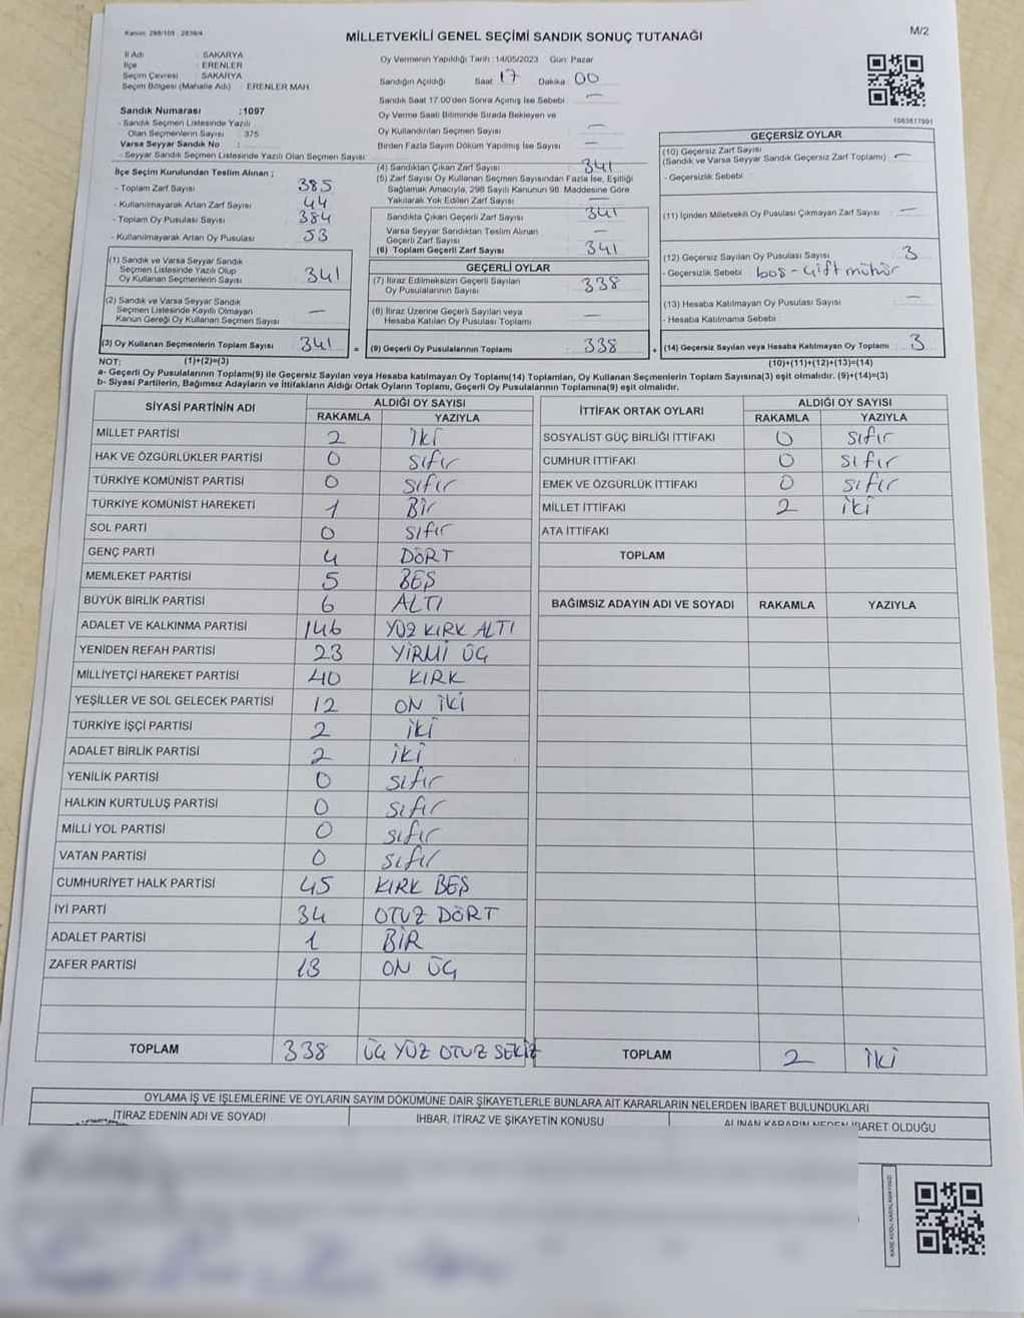 Kanun: 298/105 , 2839/4
M/2
MİLLETVEKİLİ GENEL SEÇİMİ SANDIK SONUÇ TUTANAĞI
İl Adı : SAKARYA
İlçe : ERENLER
Seçim Çevresi : SAKARYA
Seçim Bölgesi (Mahalle Adı) : ERENLER MAH.
Sandık Numarası : 1097
- Sandık Seçmen Listesinde Yazılı
Olan Seçmenlerin Sayısı : 375
Varsa Seyyar Sandık No :
- Seyyar Sandık Seçmen Listesinde Yazılı Olan Seçmen Sayısı:
Oy Vermenin Yapıldığı Tarih :14/05/2023 Gün: Pazar
Sandığın Açıldığı Saat 17 Dakika 00
Sandık Saat 17.00'den Sonra Açılmış İse Sebebi —
Oy Verme Saati Bitiminde Sırada Bekleyen ve
Oy Kullandırılan Seçmen Sayısı —
Birden Fazla Sayım Döküm Yapılmış İse Sayısı —
İlçe Seçim Kurulundan Teslim Alınan ;
- Toplam Zarf Sayısı 385
- Kullanılmayarak Artan Zarf Sayısı 44
- Toplam Oy Pusulası Sayısı 384
- Kullanılmayarak Artan Oy Pusulası 53
(1) Sandık ve Varsa Seyyar Sandık
Seçmen Listesinde Yazılı Olup
Oy Kullanan Seçmenlerin Sayısı 341
(2) Sandık ve Varsa Seyyar Sandık
Seçmen Listesinde Kayıtlı Olmayan
Kanun Gereği Oy Kullanan Seçmen Sayısı —
(3) Oy Kullanan Seçmenlerin Toplam Sayısı 341 =
(4) Sandıktan Çıkan Zarf Sayısı 341
(5) Zarf Sayısı Oy Kullanan Seçmen Sayısından Fazla İse, Eşitliği
Sağlamak Amacıyla, 298 Sayılı Kanunun 98. Maddesine Göre
Yakılarak Yok Edilen Zarf Sayısı —
Sandıkta Çıkan Geçerli Zarf Sayısı 341
Varsa Seyyar Sandıktan Teslim Alınan
Geçerli Zarf Sayısı —
(6) Toplam Geçerli Zarf Sayısı 341
GEÇERLİ OYLAR
(7) İtiraz Edilmeksizin Geçerli Sayılan
Oy Pusulalarının Sayısı 338
(8) İtiraz Üzerine Geçerli Sayılan veya
Hesaba Katılan Oy Pusulası Toplamı —
(9) Geçerli Oy Pusulalarının Toplamı 338 +
1083817991
GEÇERSİZ OYLAR
(10) Geçersiz Zarf Sayısı
(Sandık ve Varsa Seyyar Sandık Geçersiz Zarf Toplamı) —
- Geçersizlik Sebebi
(11) İçinden Milletvekili Oy Pusulası Çıkmayan Zarf Sayısı —
(12) Geçersiz Sayılan Oy Pusulası Sayısı 3
- Geçersizlik Sebebi boş - Çift mühür
(13) Hesaba Katılmayan Oy Pusulası Sayısı —
- Hesaba Katılmama Sebebi
(14) Geçersiz Sayılan veya Hesaba Katılmayan Oy Toplamı 3
NOT: (1)+(2)=(3) (10)+(11)+(12)+(13)=(14)
a- Geçerli Oy Pusulalarının Toplamı(9) ile Geçersiz Sayılan veya Hesaba katılmayan Oy Toplamı(14) Toplamları, Oy Kullanan Seçmenlerin Toplam Sayısına(3) eşit olmalıdır. (9)+(14)=(3)
b- Siyasi Partilerin, Bağımsız Adayların ve İttifakların Aldığı Ortak Oyların Toplamı, Geçerli Oy Pusulalarının Toplamına(9) eşit olmalıdır.
SİYASİ PARTİNİN ADI ALDIĞI OY SAYISI
RAKAMLA YAZIYLA
MİLLET PARTİSİ 2 İki
HAK VE ÖZGÜRLÜKLER PARTİSİ 0 sıfır
TÜRKİYE KOMÜNİST PARTİSİ 0 sıfır
TÜRKİYE KOMÜNİST HAREKETİ 1 Bir
SOL PARTİ 0 sıfır
GENÇ PARTİ 4 DÖRT
MEMLEKET PARTİSİ 5 BEŞ
BÜYÜK BİRLİK PARTİSİ 6 ALTI
ADALET VE KALKINMA PARTİSİ 146 YÜZ KIRK ALTI
YENİDEN REFAH PARTİSİ 23 YİRMİ ÜÇ
MİLLİYETÇİ HAREKET PARTİSİ 40 KIRK
YEŞİLLER VE SOL GELECEK PARTİSİ 12 ON İKİ
TÜRKİYE İŞÇİ PARTİSİ 2 iki
ADALET BİRLİK PARTİSİ 2 iki
YENİLİK PARTİSİ 0 sıfır
HALKIN KURTULUŞ PARTİSİ 0 sıfır
MİLLİ YOL PARTİSİ 0 sıfır
VATAN PARTİSİ 0 sıfır
CUMHURİYET HALK PARTİSİ 45 KIRK BEŞ
İYİ PARTİ 34 OTUZ DÖRT
ADALET PARTİSİ 1 BİR
ZAFER PARTİSİ 13 ON ÜÇ
TOPLAM 338 ÜÇ YÜZ OTUZ SEKİZ
İTTİFAK ORTAK OYLARI ALDIĞI OY SAYISI
RAKAMLA YAZIYLA
SOSYALİST GÜÇ BİRLİĞİ İTTİFAKI 0 sıfır
CUMHUR İTTİFAKI 0 sıfır
EMEK VE ÖZGÜRLÜK İTTİFAKI 0 sıfır
MİLLET İTTİFAKI 2 iki
ATA İTTİFAKI
TOPLAM
BAĞIMSIZ ADAYIN ADI VE SOYADI RAKAMLA YAZIYLA
TOPLAM 2 iki
OYLAMA İŞ VE İŞLEMLERİNE VE OYLARIN SAYIM DÖKÜMÜNE DAİR ŞİKAYETLERLE BUNLARA AİT KARARLARIN NELERDEN İBARET BULUNDUKLARI
İTİRAZ EDENİN ADI VE SOYADI İHBAR, İTİRAZ VE ŞİKAYETİN KONUSU ALINAN KARARIN NEDEN İBARET OLDUĞU